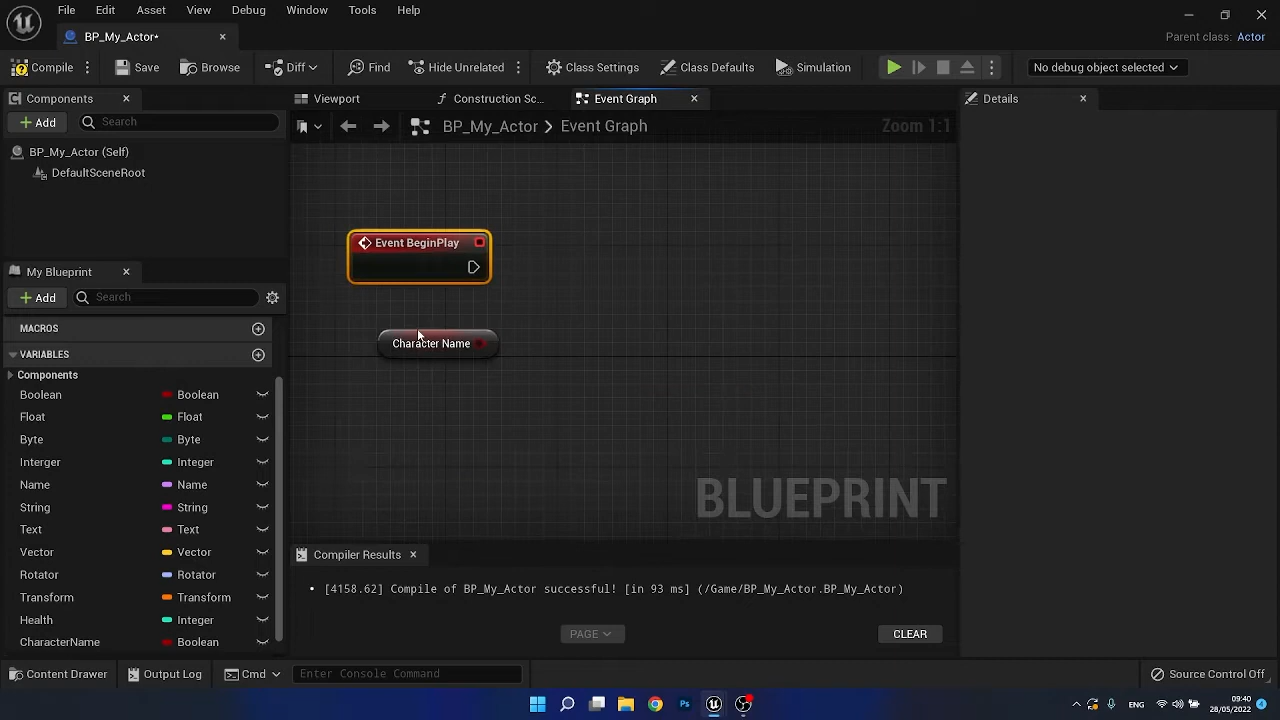 File Edit Asset View Debug Window Tools Help
BP_My_Actor*
Parent class: Actor
Compile Save Browse Diff Find Hide Unrelated Class Settings Class Defaults Simulation No debug object selected
Components
Viewport Construction Sc... Event Graph
Details
Add Search
BP_My_Actor > Event Graph
Zoom 1:1
BP_My_Actor (Self)
DefaultSceneRoot
Event BeginPlay
My Blueprint
Add Search
MACROS
Character Name
VARIABLES
Components
Boolean Boolean
Float Float
Byte Byte
Interger Integer
Name Name
String String
BLUEPRINT
Text Text
Vector Vector
Compiler Results
Rotator Rotator
• [4158.62] Compile of BP_My_Actor successful! [in 93 ms] (/Game/BP_My_Actor.BP_My_Actor)
Transform Transform
Health Integer
CharacterName Boolean
PAGE CLEAR
Content Drawer Output Log Cmd Enter Console Command Source Control Off
Ps
ENG
09:40
28/05/2022